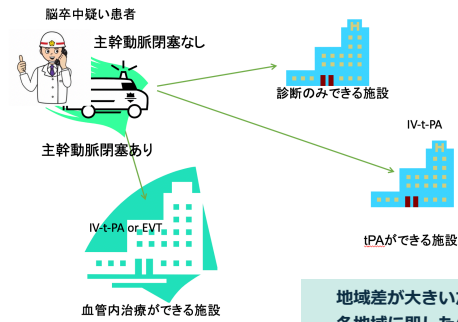 脳卒中疑い患者
主幹動脈閉塞なし
診断のみできる施設
主幹動脈閉塞あり
IV-t-PA
IV-t-PA or EVT
tPAができる施設
血管内治療ができる施設
地域差が大きい